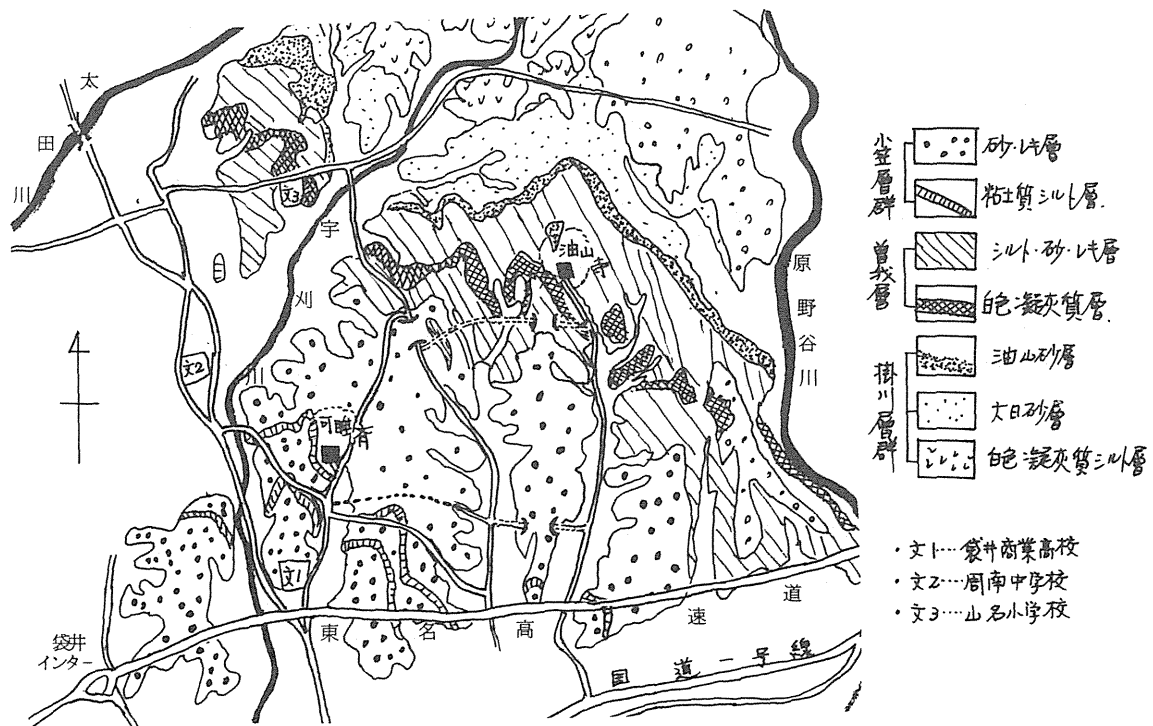 太田川
宇刈川
原野谷川
文3
油山寺
文2
可睡斎
文1
袋井
インター
東名高速道
国道一号線
小笠層群
砂・レキ層
粘土質シルト層.
曽我層
シルト・砂・レキ層
白色凝灰質層.
掛川層群
油山砂層
大日砂層
白色凝灰質シルト層
・文1…袋井商業高校
・文2…周南中学校
・文3…山名小学校